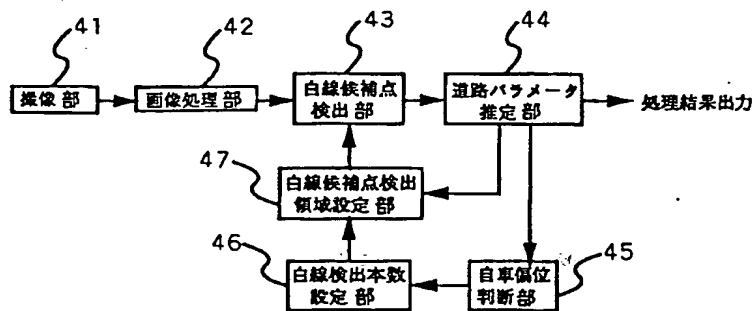 41
42
43
44
撮像部
画像処理部
白線候補点
検出部
道路パラメータ
推定部
処理結果出力
47
白線候補点検出
領域設定部
46
白線検出本数
設定部
自車偏位
判断部
45